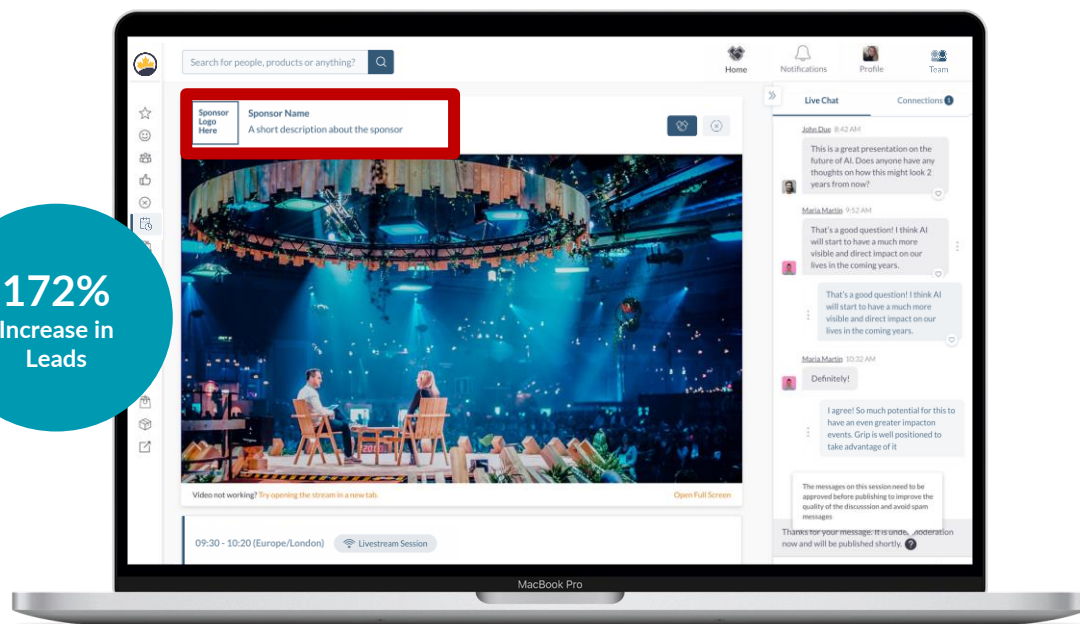 Search for people, products or anything?
Home
Notifications
Profile
Team
Sponsor
Logo
Here
Sponsor Name
A short description about the sponsor
Live Chat
Connections 1
John Due 8:42 AM
This is a great presentation on the
future of AI. Does anyone have any
thoughts on how this might look 2
years from now?
Maria Martin 9:52 AM
That's a good question! I think AI
will start to have a much more
visible and direct impact on our
lives in the coming years.
That's a good question! I think AI
will start to have a much more
visible and direct impact on our
lives in the coming years.
Maria Martin 10:32 AM
Definitely!
I agree! So much potential for this to
have an even greater impacton
events. Grip is well positioned to
take advantage of it
The messages on this session need to be
approved before publishing to improve the
quality of the discusssion and avoid spam
messages
Thanks for your message. It is under moderation
now and will be published shortly. ?
172%
Increase in
Leads
Video not working? Try opening the stream in a new tab.
Open Full Screen
09:30 - 10:20 (Europe/London)
Livestream Session
MacBook Pro